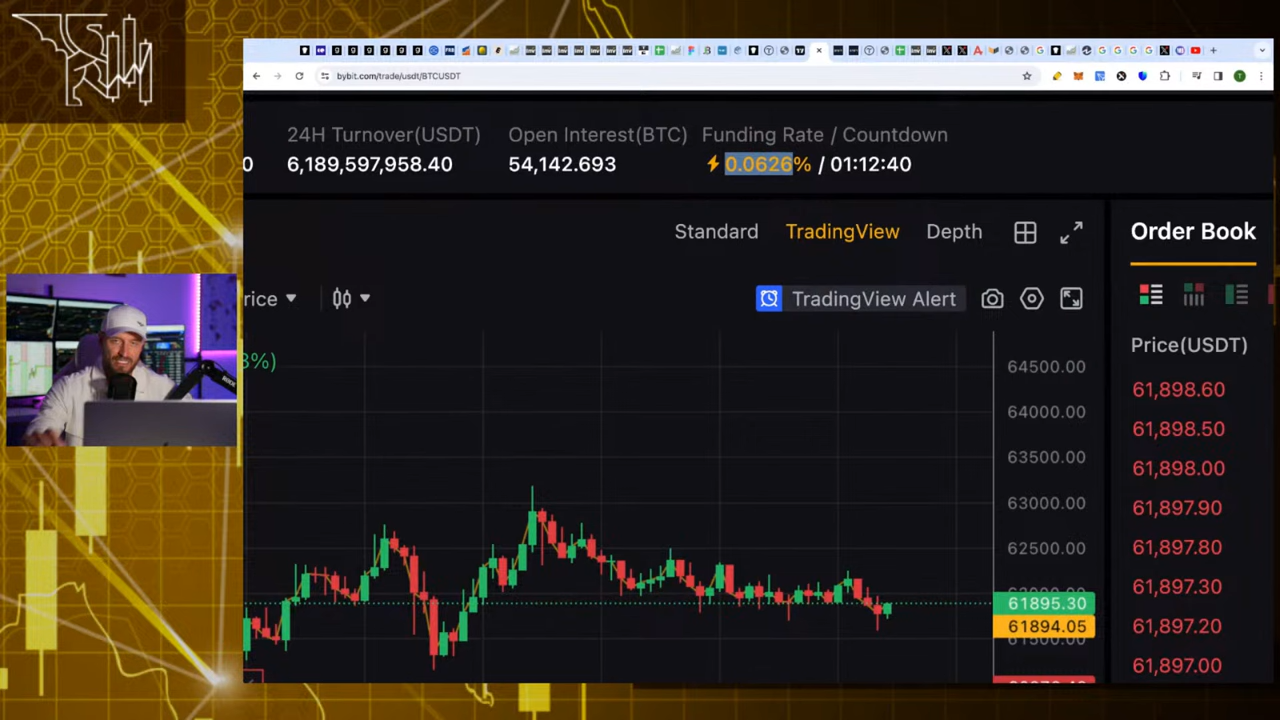 bybit.com/trade/usdt/BTCUSDT
24H Turnover(USDT) Open Interest(BTC) Funding Rate / Countdown
0 6,189,597,958.40 54,142.693 0.0626% / 01:12:40
Standard TradingView Depth
Order Book
rice TradingView Alert
Price(USDT)
3%)
64500.00
61,898.60
64000.00
61,898.50
63500.00
61,898.00
63000.00
61,897.90
62500.00
61,897.80
61,897.30
61895.30
61894.05
61,897.20
61500.00
61,897.00